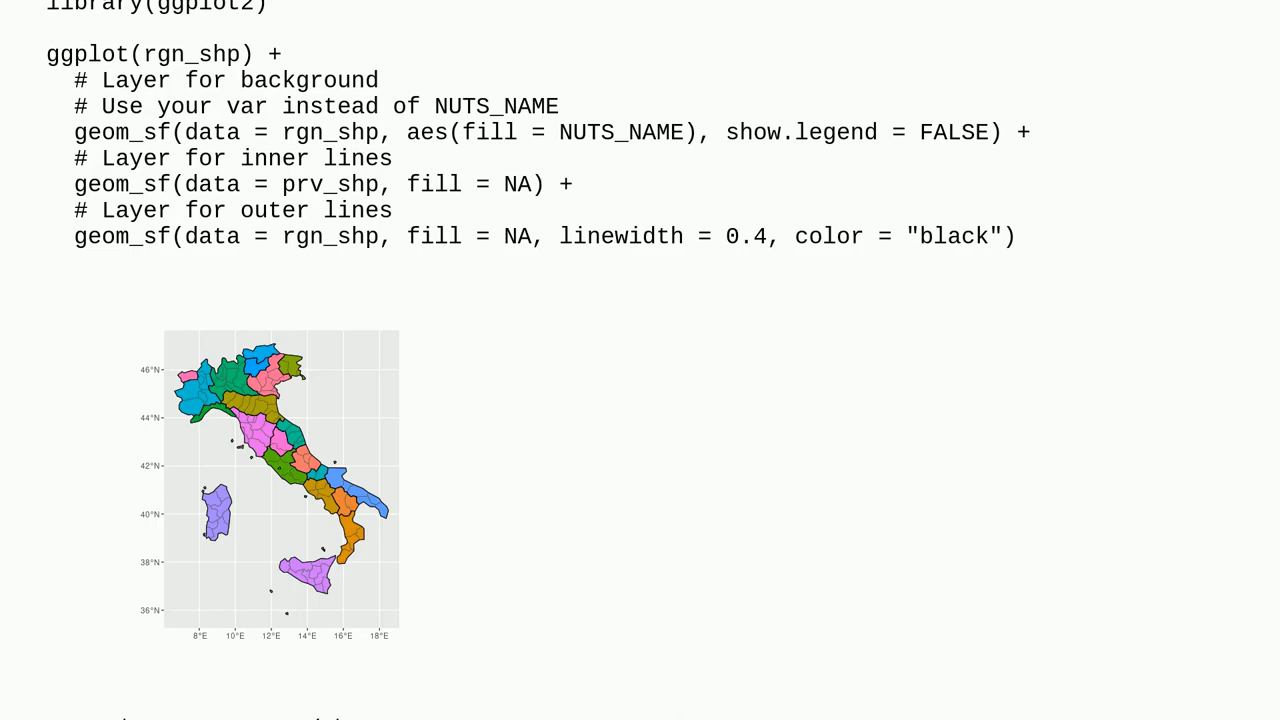 library(ggplot2)
ggplot(rgn_shp) +
# Layer for background
# Use your var instead of NUTS_NAME
geom_sf(data = rgn_shp, aes(fill = NUTS_NAME), show.legend = FALSE) +
# Layer for inner lines
geom_sf(data = prv_shp, fill = NA) +
# Layer for outer lines
geom_sf(data = rgn_shp, fill = NA, linewidth = 0.4, color = "black")
46°N
44°N
42°N
40°N
38°N
36°N
8°E 10°E 12°E 14°E 16°E 18°E